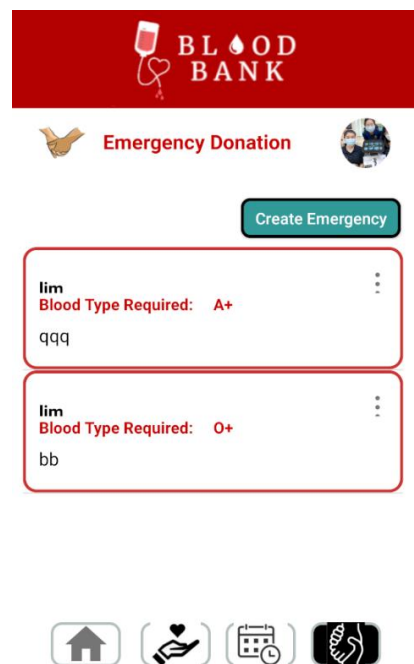 BLOOD
BANK
Emergency Donation
Create Emergency
lim
Blood Type Required: A+
qqq
lim
Blood Type Required: O+
bb